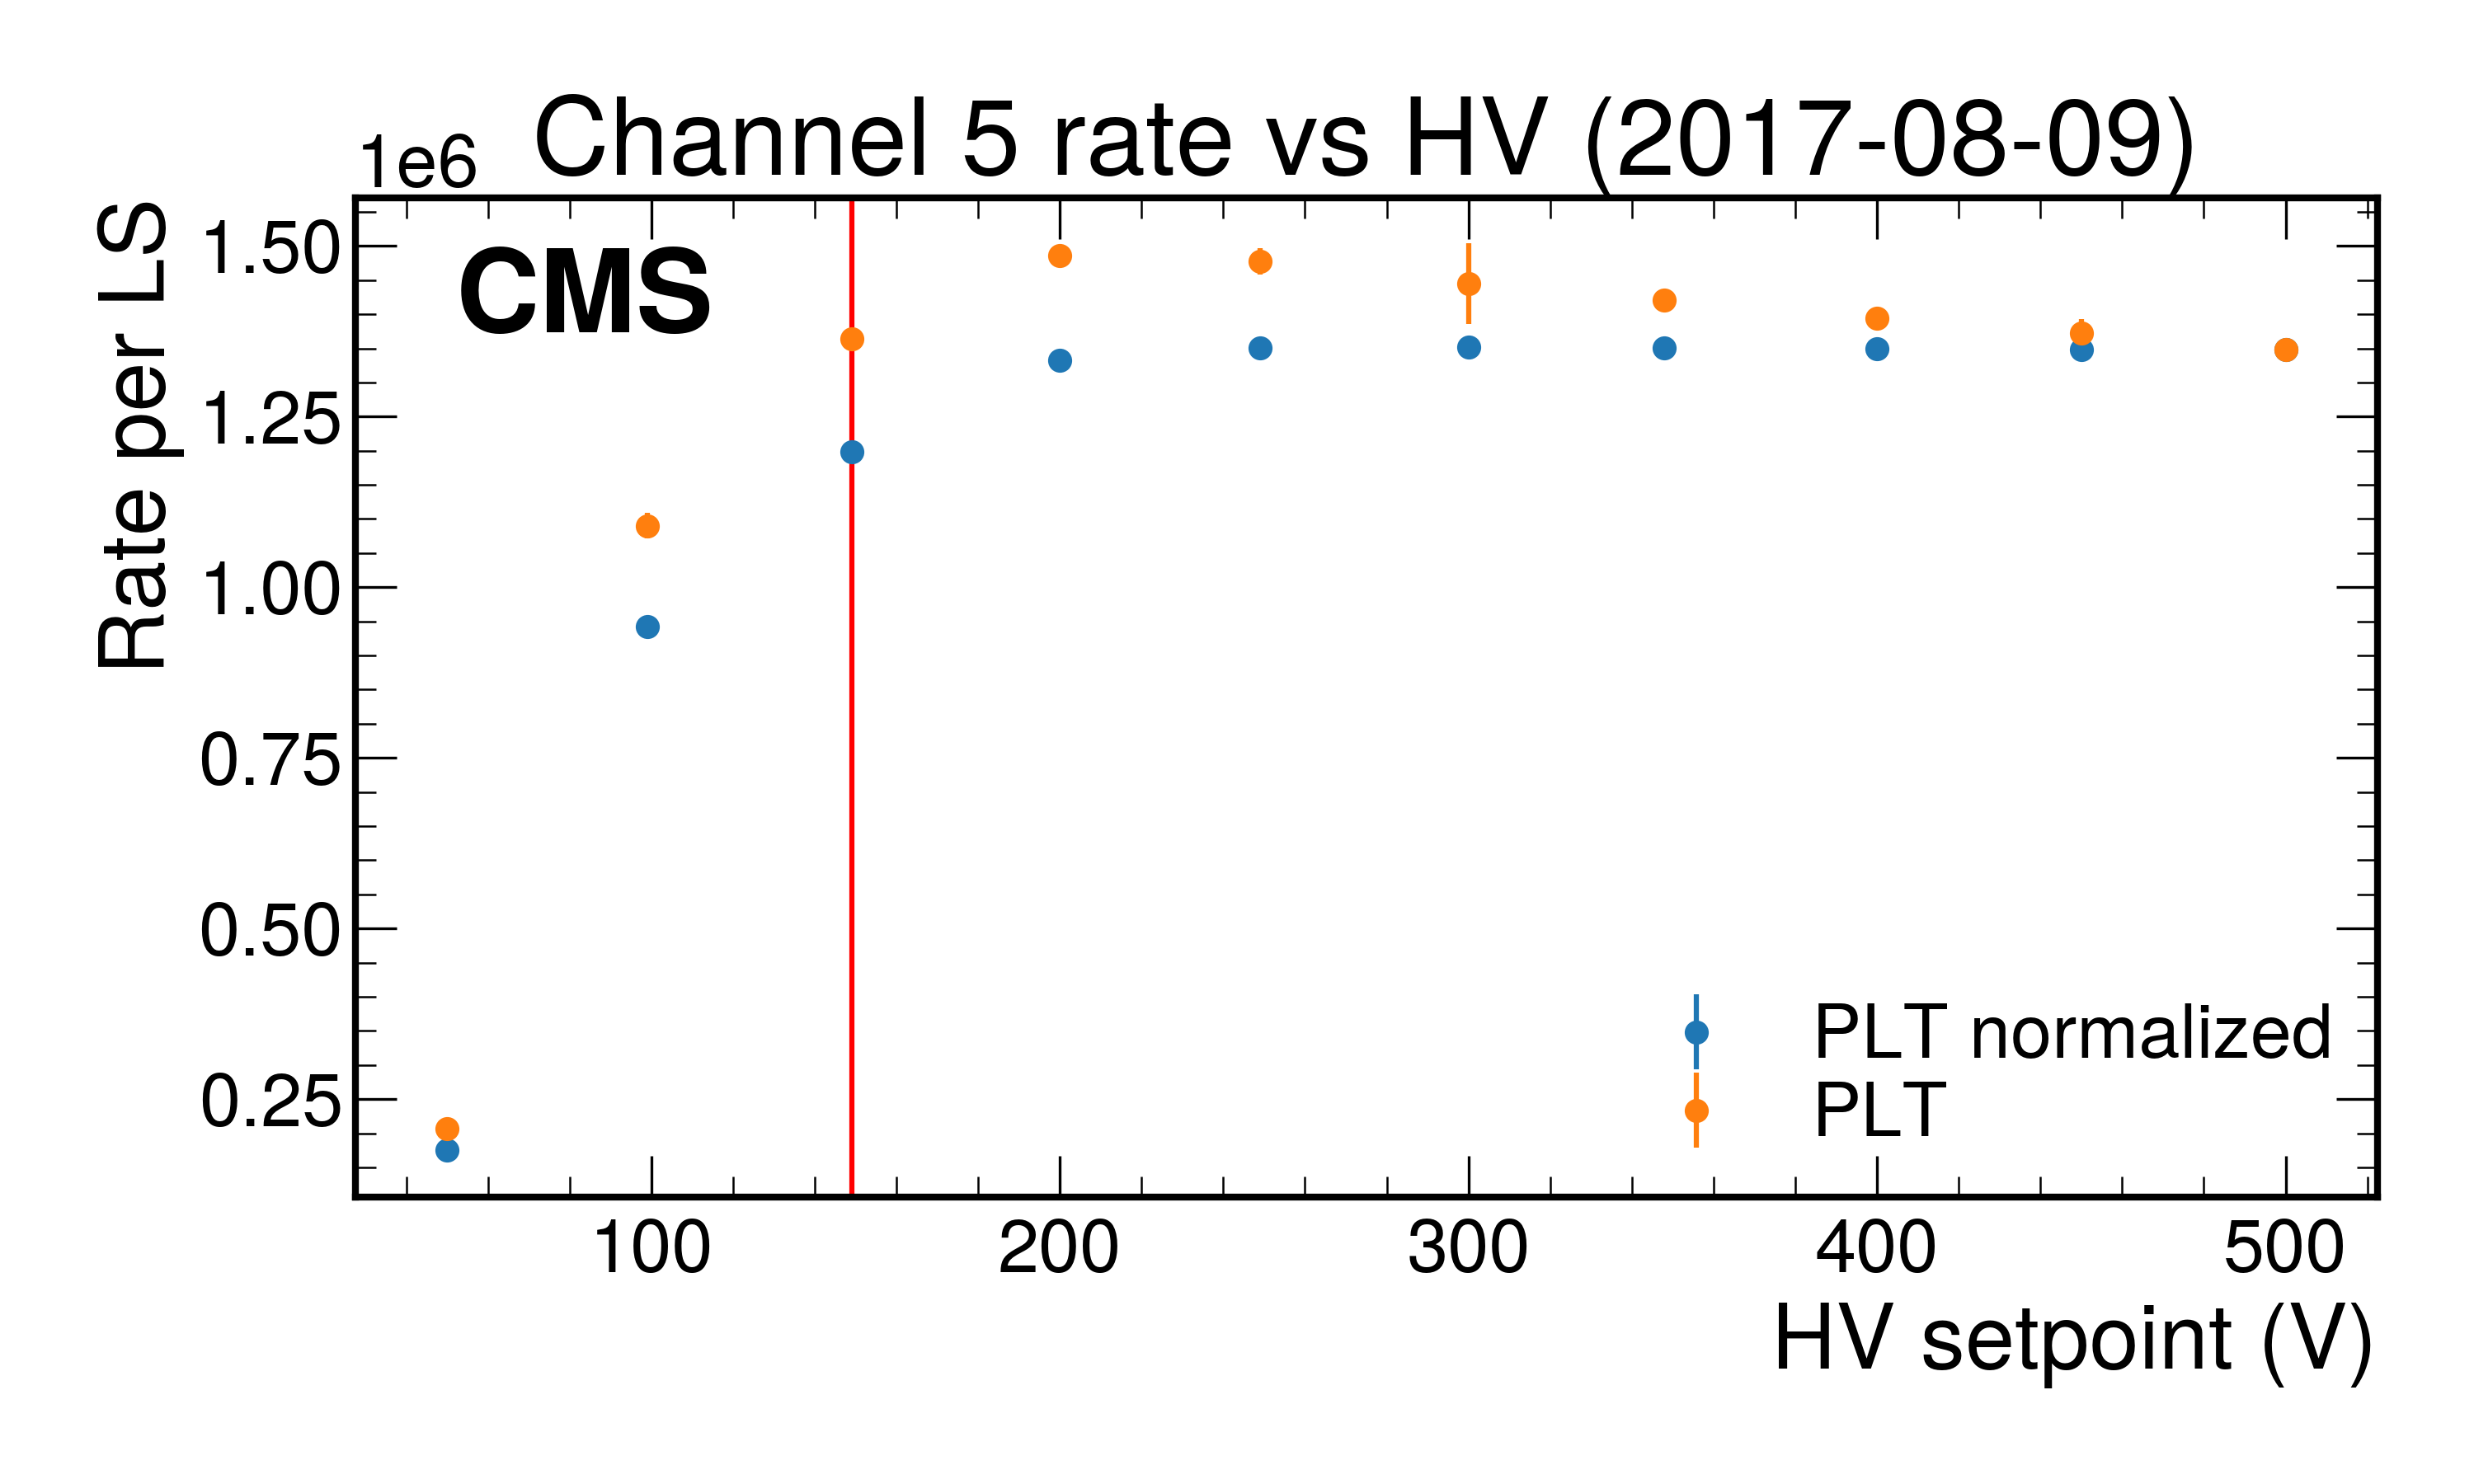 Channel 5 rate vs HV (2017-08-09)
1e6
CMS
Rate per LS
1.50
1.25
1.00
0.75
0.50
0.25
PLT normalized
PLT
100 200 300 400 500
HV setpoint (V)